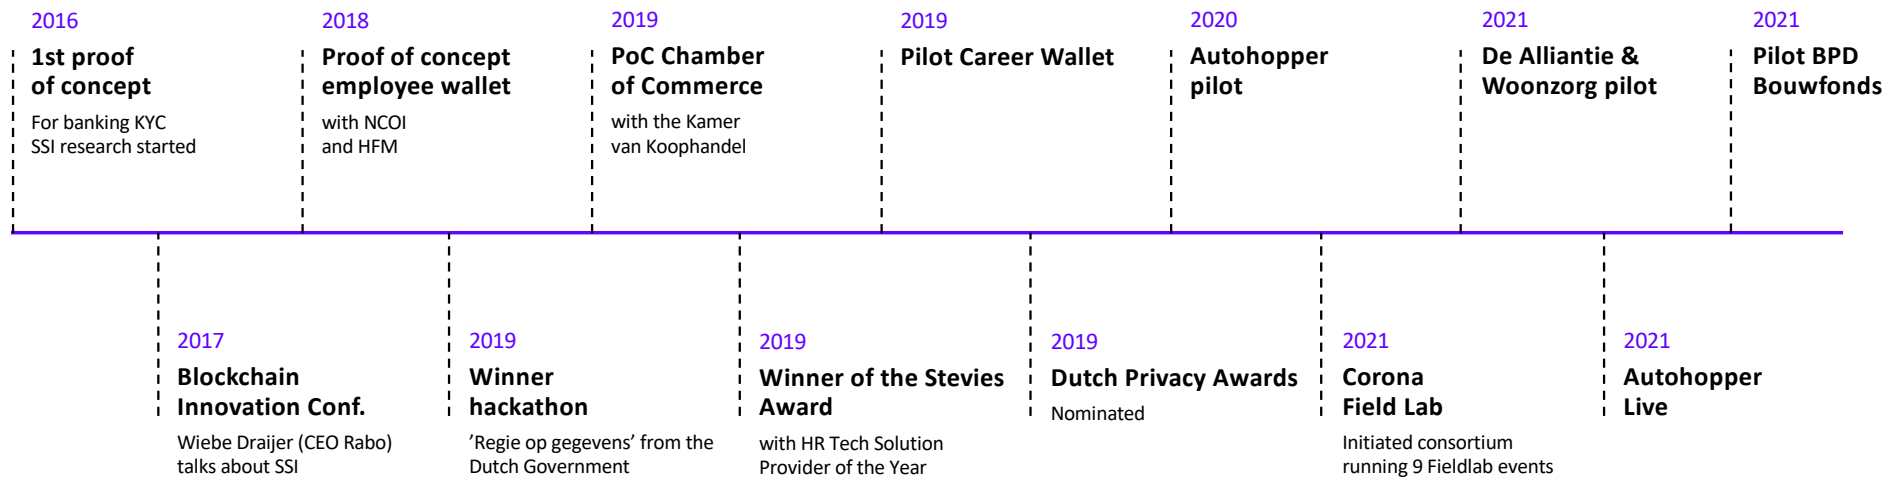 2016
1st proof
of concept
For banking KYC
SSI research started
2018
Proof of concept
employee wallet
with NCOI
and HFM
2019
PoC Chamber
of Commerce
with the Kamer
van Koophandel
2019
Pilot Career Wallet
2020
Autohopper
pilot
2021
De Alliantie &
Woonzorg pilot
2021
Pilot BPD
Bouwfonds
2017
Blockchain
Innovation Conf.
Wiebe Draijer (CEO Rabo)
talks about SSI
2019
Winner
hackathon
’Regie op gegevens’ from the
Dutch Government
2019
Winner of the Stevies
Award
with HR Tech Solution
Provider of the Year
2019
Dutch Privacy Awards
Nominated
2021
Corona
Field Lab
Initiated consortium
running 9 Fieldlab events
2021
Autohopper
Live